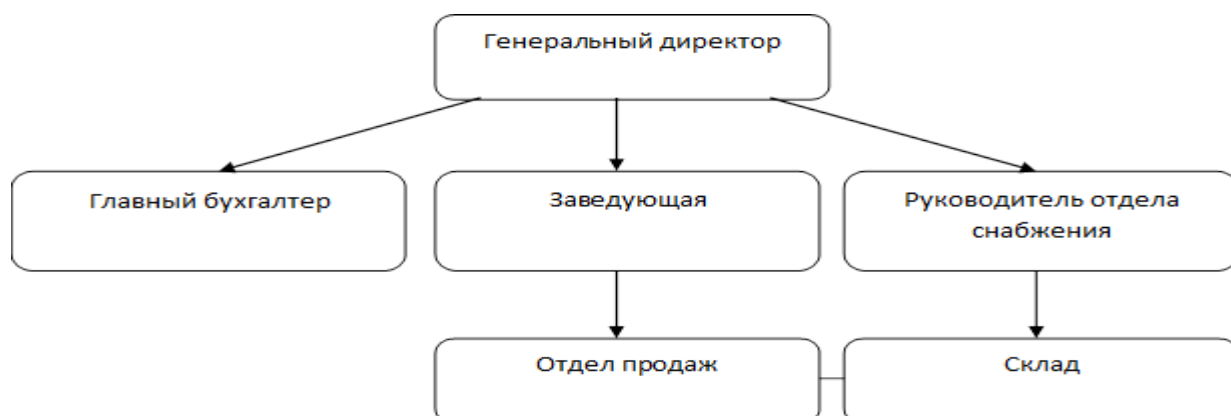 Генеральный директор
Главный бухгалтер
Заведующая
Руководитель отдела
снабжения
Отдел продаж
Склад